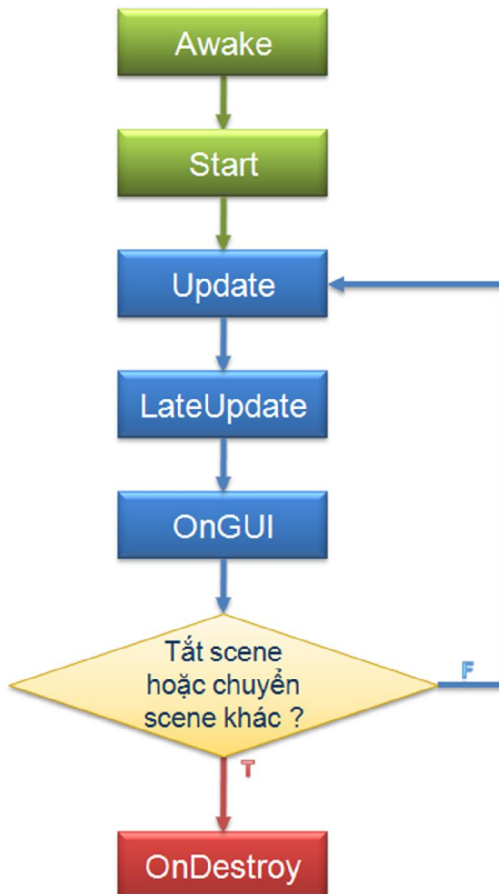 Awake
Start
Update
LateUpdate
OnGUI
Tắt scene
hoặc chuyển
scene khác ?
F
T
OnDestroy